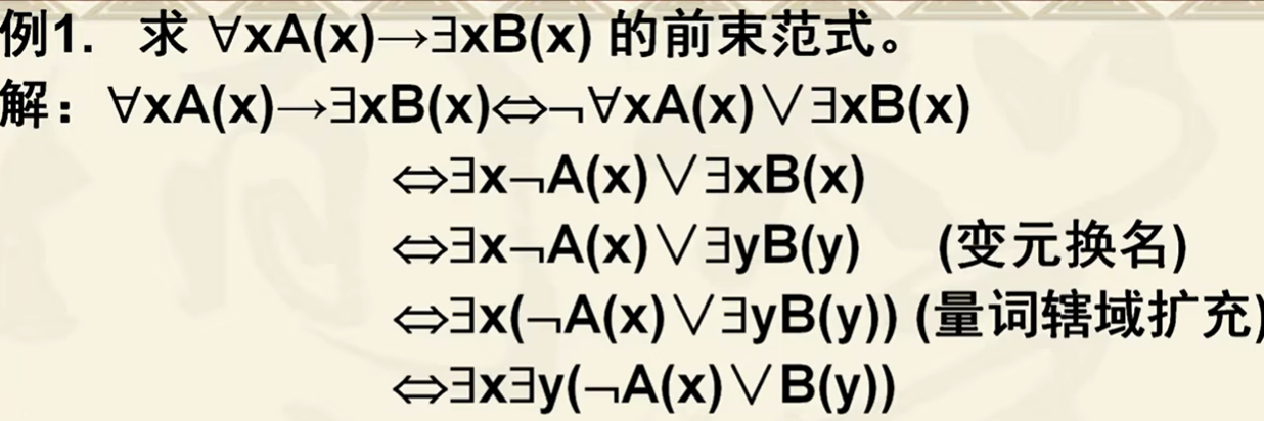 例1. 求 ∀xA(x)→∃xB(x) 的前束范式。
解：∀xA(x)→∃xB(x)⇔¬∀xA(x)∨∃xB(x)
⇔∃x¬A(x)∨∃xB(x)
⇔∃x¬A(x)∨∃yB(y) (变元换名)
⇔∃x(¬A(x)∨∃yB(y)) (量词辖域扩充)
⇔∃x∃y(¬A(x)∨B(y))